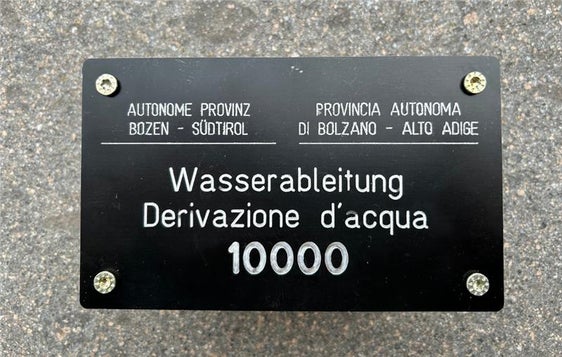 AUTONOME PROVINZ
BOZEN - SÜDTIROL
PROVINCIA AUTONOMA
DI BOLZANO - ALTO ADIGE
Wasserableitung
Derivazione d'acqua
10000